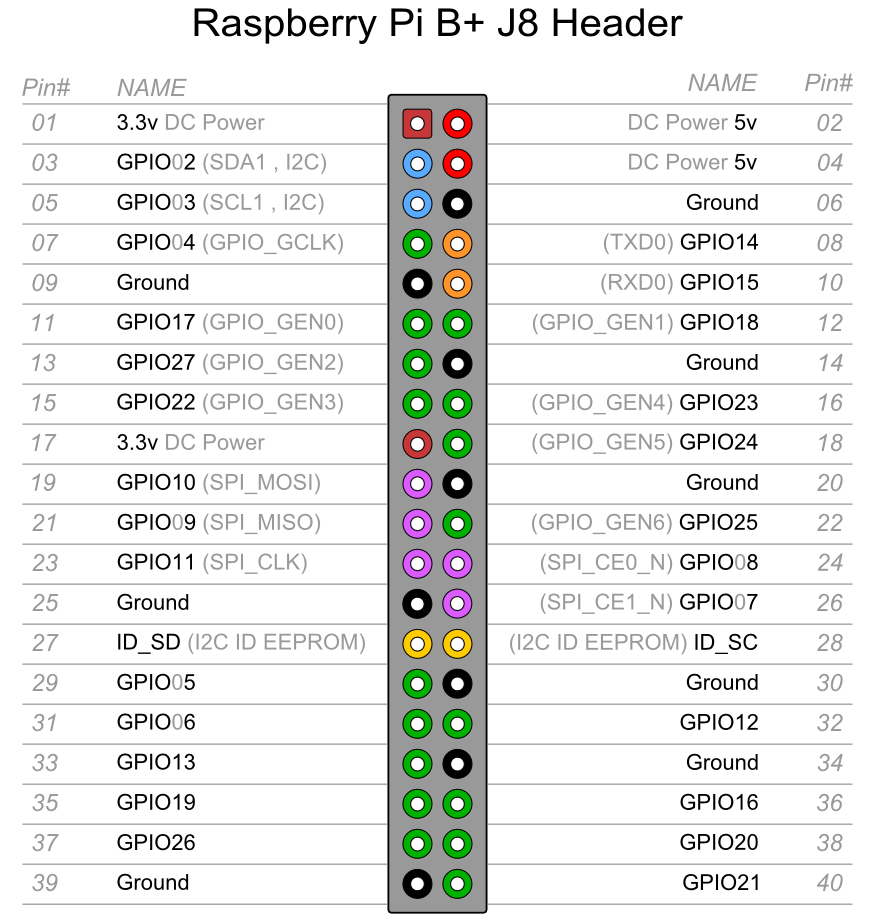 Raspberry Pi B+ J8 Header
Pin# NAME NAME Pin#
01 3.3v DC Power DC Power 5v 02
03 GPIO02 (SDA1 , I2C) DC Power 5v 04
05 GPIO03 (SCL1 , I2C) Ground 06
07 GPIO04 (GPIO_GCLK) (TXD0) GPIO14 08
09 Ground (RXD0) GPIO15 10
11 GPIO17 (GPIO_GEN0) (GPIO_GEN1) GPIO18 12
13 GPIO27 (GPIO_GEN2) Ground 14
15 GPIO22 (GPIO_GEN3) (GPIO_GEN4) GPIO23 16
17 3.3v DC Power (GPIO_GEN5) GPIO24 18
19 GPIO10 (SPI_MOSI) Ground 20
21 GPIO09 (SPI_MISO) (GPIO_GEN6) GPIO25 22
23 GPIO11 (SPI_CLK) (SPI_CE0_N) GPIO08 24
25 Ground (SPI_CE1_N) GPIO07 26
27 ID_SD (I2C ID EEPROM) (I2C ID EEPROM) ID_SC 28
29 GPIO05 Ground 30
31 GPIO06 GPIO12 32
33 GPIO13 Ground 34
35 GPIO19 GPIO16 36
37 GPIO26 GPIO20 38
39 Ground GPIO21 40